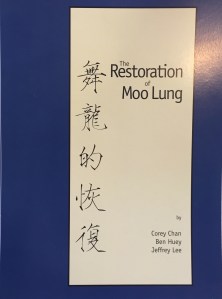 舞龍的恢復
The
Restoration
of
Moo Lung
by
Corey Chan
Ben Huey
Jeffrey Lee